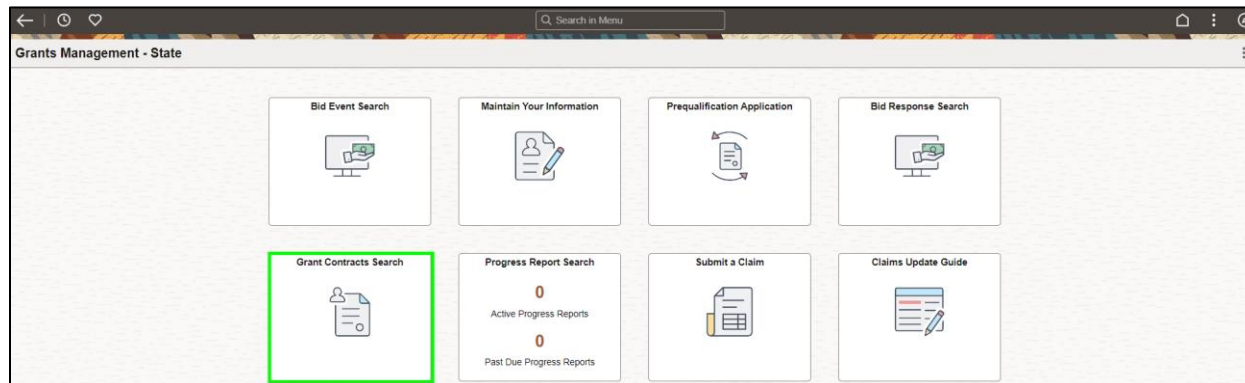 Search in Menu
Grants Management - State
Bid Event Search
Maintain Your Information
Prequalification Application
Bid Response Search
Grant Contracts Search
Progress Report Search
0
Active Progress Reports
0
Past Due Progress Reports
Submit a Claim
Claims Update Guide